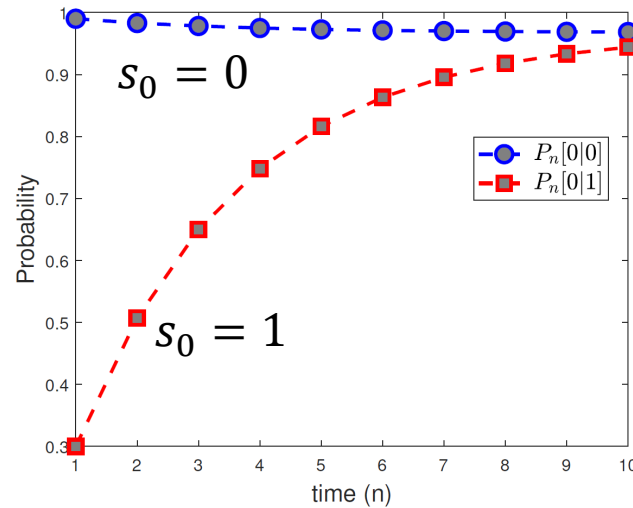 1
0.9
0.8
0.7
0.6
0.5
0.4
0.3
Probability
s₀ = 0
s₀ = 1
Pₙ[0|0]
Pₙ[0|1]
1 2 3 4 5 6 7 8 9 10
time (n)